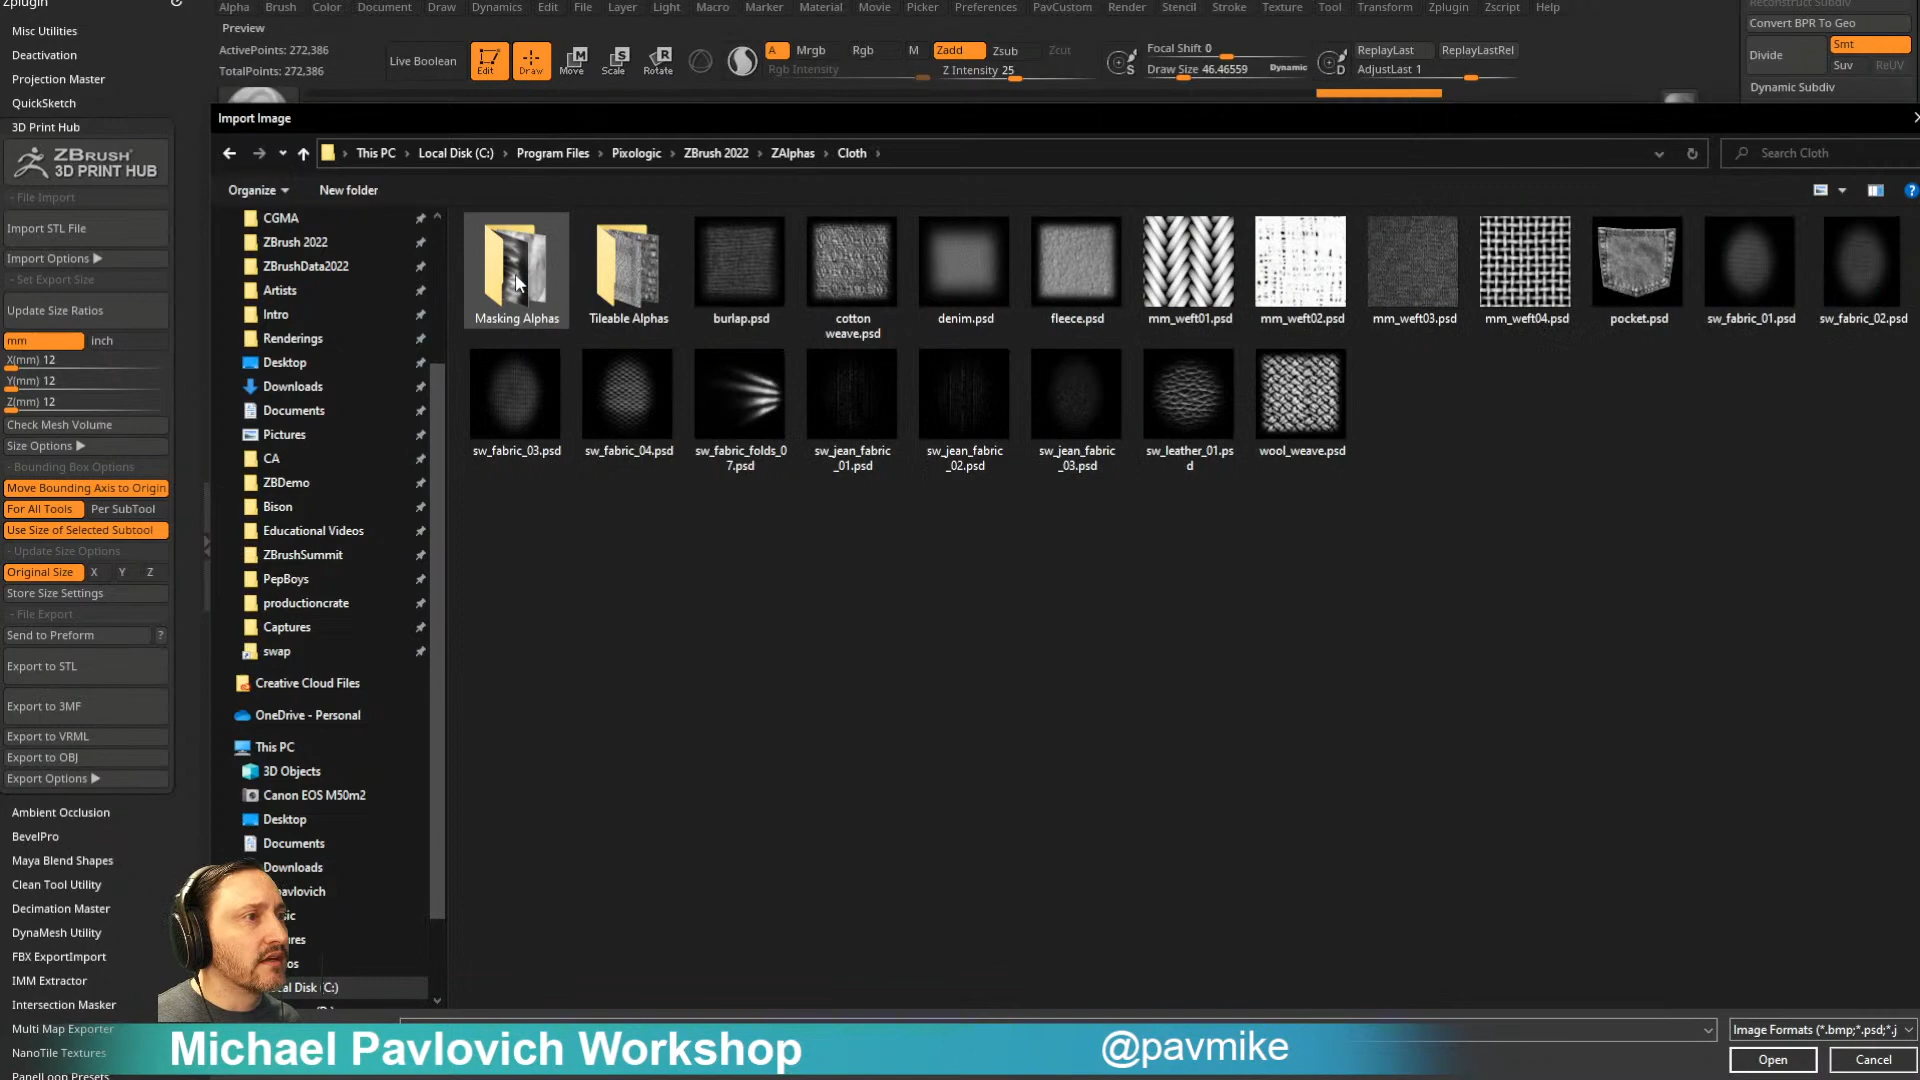 Zplugin
Alpha Brush Color Document Draw Dynamics Edit File Layer Light Macro Marker Material Movie Picker Preferences PavCustom Render Stencil Stroke Texture Tool Transform Zplugin Zscript Help
Misc Utilities
Deactivation
Projection Master
QuickSketch
3D Print Hub
ZBRUSH
3D PRINT HUB
- File Import
Import STL File
Import Options
- Set Export Size
Update Size Ratios
mm inch
X(mm) 12
Y(mm) 12
Z(mm) 12
Check Mesh Volume
Size Options
- Bounding Box Options
Move Bounding Axis to Origin
For All Tools Per SubTool
Use Size of Selected Subtool
- Update Size Options
Original Size X Y Z
Store Size Settings
- File Export
Send to Preform ?
Export to STL
Export to 3MF
Export to VRML
Export to OBJ
Export Options
Ambient Occlusion
BevelPro
Maya Blend Shapes
Clean Tool Utility
Decimation Master
DynaMesh Utility
FBX ExportImport
IMM Extractor
Intersection Masker
Multi Map Exporter
NanoTile Textures
PanelLoop Presets
Preview
ActivePoints: 272,386
TotalPoints: 272,386
Live Boolean
Edit Draw Move Scale Rotate
A Mrgb Rgb M Zadd Zsub Zcut
Rgb Intensity Z Intensity 25
Focal Shift 0
Draw Size 46.46559 Dynamic
ReplayLast ReplayLastRel
AdjustLast 1
Reconstruct Subdiv
Convert BPR To Geo
Divide Smt
Suv ReUV
Dynamic Subdiv
Import Image
This PC Local Disk (C:) Program Files Pixologic ZBrush 2022 ZAlphas Cloth
Search Cloth
Organize New folder
CGMA
ZBrush 2022
ZBrushData2022
Artists
Intro
Renderings
Desktop
Downloads
Documents
Pictures
CA
ZBDemo
Bison
Educational Videos
ZBrushSummit
PepBoys
productioncrate
Captures
swap
Creative Cloud Files
OneDrive - Personal
This PC
3D Objects
Canon EOS M50m2
Desktop
Documents
Downloads
Masking Alphas
Tileable Alphas
burlap.psd
cotton
weave.psd
denim.psd
fleece.psd
mm_weft01.psd
mm_weft02.psd
mm_weft03.psd
mm_weft04.psd
pocket.psd
sw_fabric_01.psd
sw_fabric_02.psd
sw_fabric_03.psd
sw_fabric_04.psd
sw_fabric_folds_0
7.psd
sw_jean_fabric
_01.psd
sw_jean_fabric
_02.psd
sw_jean_fabric
_03.psd
sw_leather_01.ps
d
wool_weave.psd
Image Formats (*.bmp;*.psd;*.j
Open Cancel
Michael Pavlovich Workshop
@pavmike